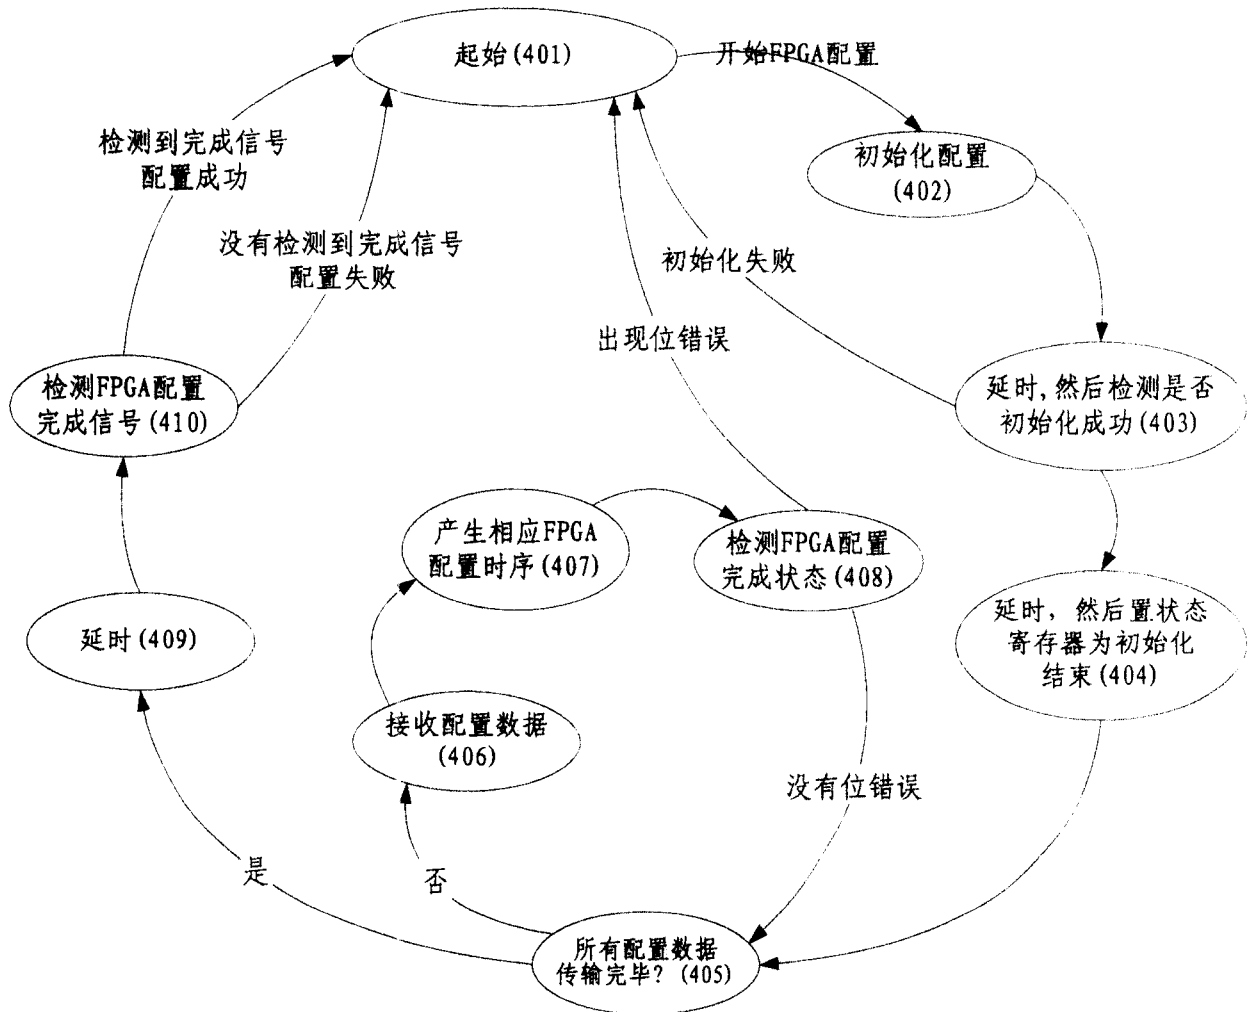 起始(401)
开始FPGA配置
检测到完成信号
配置成功
初始化配置
(402)
没有检测到完成信号
配置失败
初始化失败
出现位错误
检测FPGA配置
完成信号(410)
延时,然后检测是否
初始化成功(403)
产生相应FPGA
配置时序(407)
检测FPGA配置
完成状态(408)
延时(409)
延时, 然后置状态
寄存器为初始化
结束(404)
接收配置数据
(406)
没有位错误
是
否
所有配置数据
传输完毕? (405)